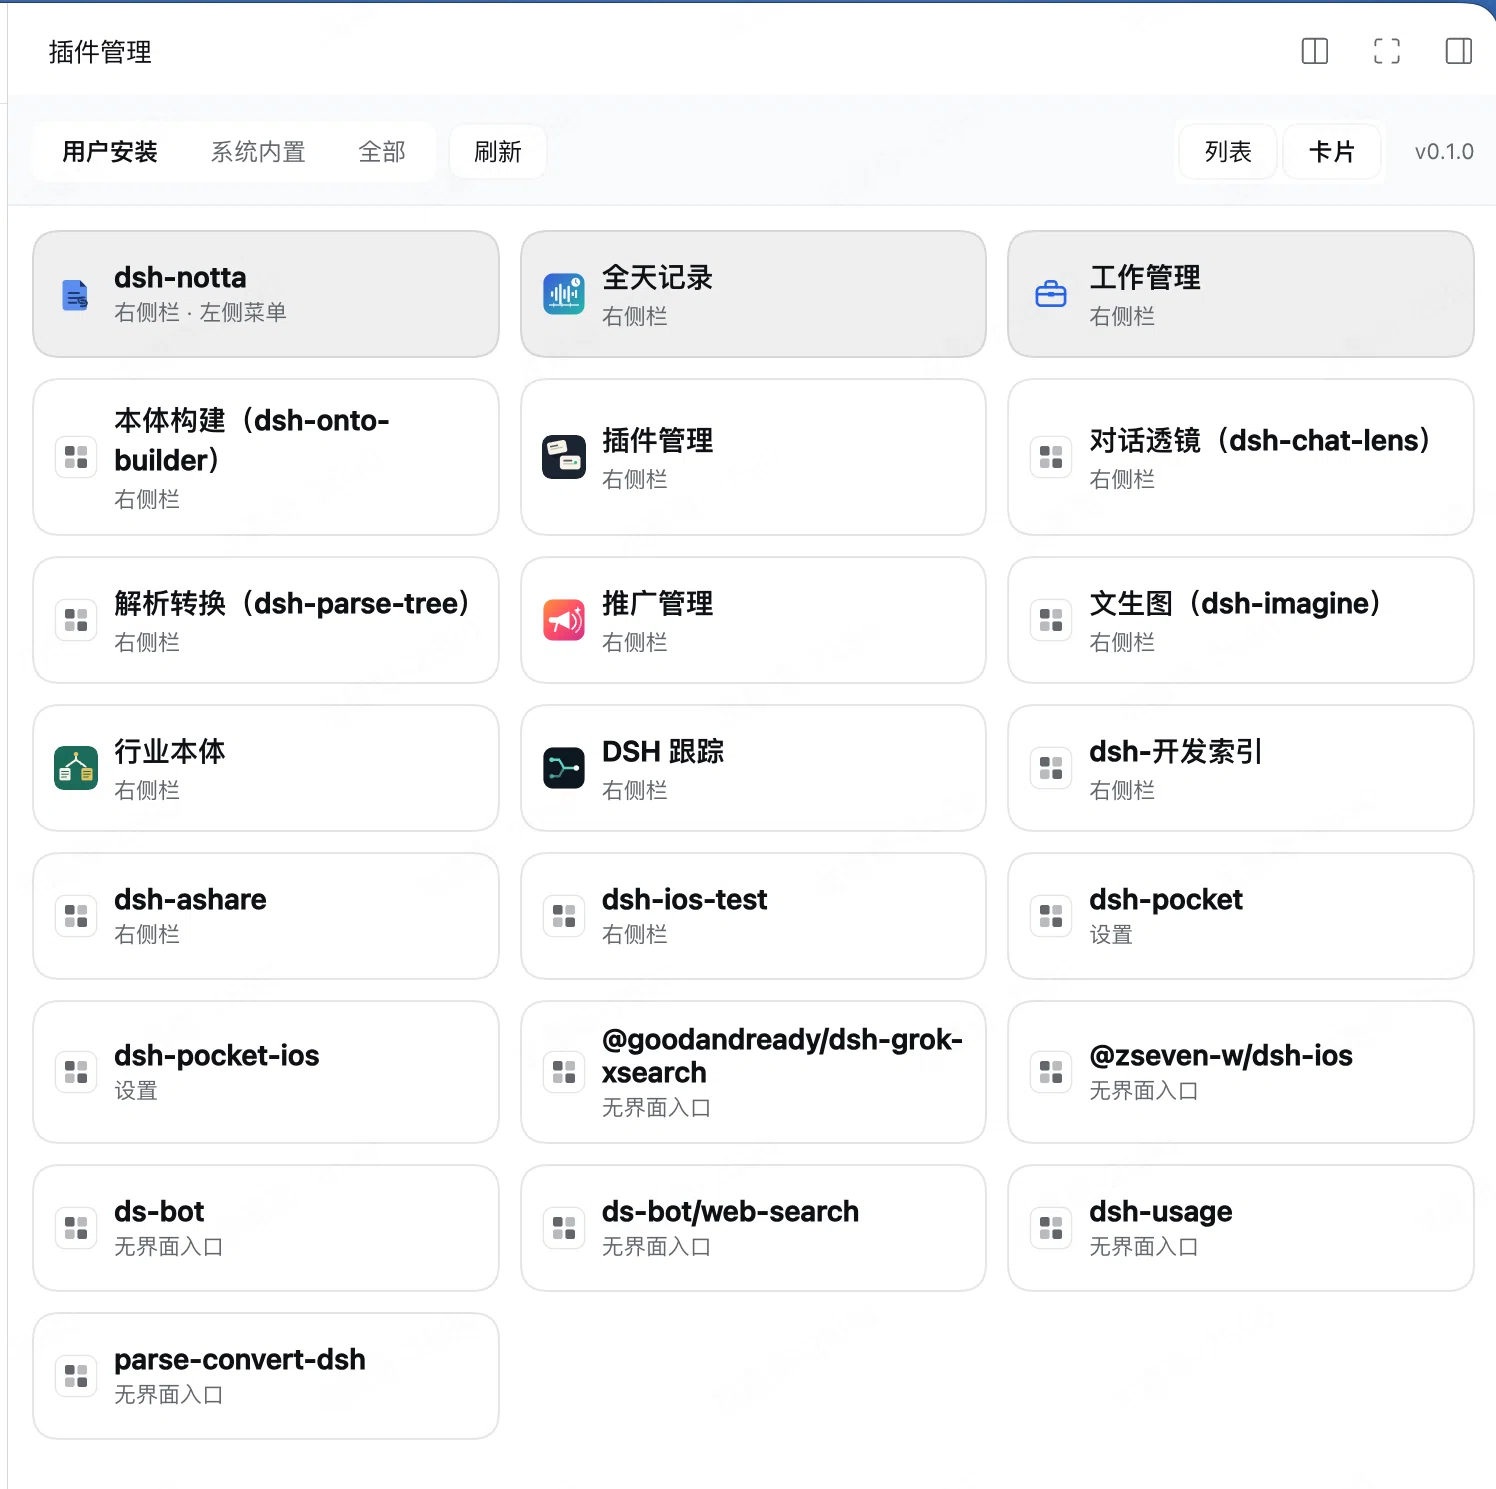 插件管理
用户安装 系统内置 全部 刷新 列表 卡片 v0.1.0
dsh-notta
右侧栏 · 左侧菜单
全天记录
右侧栏
工作管理
右侧栏
本体构建（dsh-onto-
builder）
右侧栏
插件管理
右侧栏
对话透镜（dsh-chat-lens）
右侧栏
解析转换（dsh-parse-tree）
右侧栏
推广管理
右侧栏
文生图（dsh-imagine）
右侧栏
行业本体
右侧栏
DSH 跟踪
右侧栏
dsh-开发索引
右侧栏
dsh-ashare
右侧栏
dsh-ios-test
右侧栏
dsh-pocket
设置
dsh-pocket-ios
设置
@goodandready/dsh-grok-
xsearch
无界面入口
@zseven-w/dsh-ios
无界面入口
ds-bot
无界面入口
ds-bot/web-search
无界面入口
dsh-usage
无界面入口
parse-convert-dsh
无界面入口